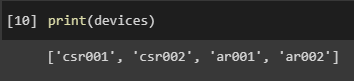 [10] print(devices)
['csr001', 'csr002', 'ar001', 'ar002']